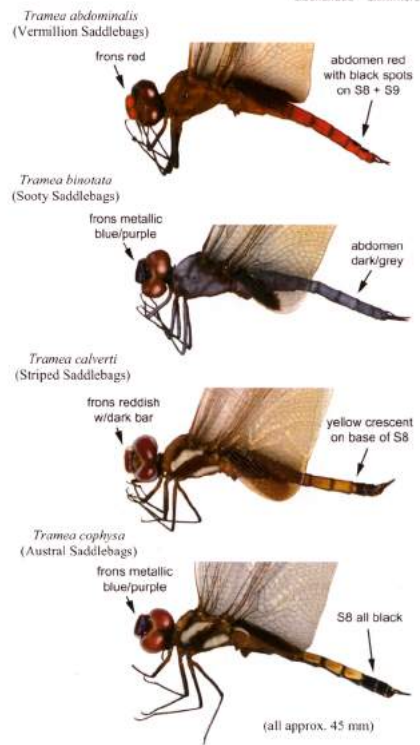 Tramea abdominalis
(Vermillion Saddlebags)
frons red
abdomen red
with black spots
on S8 + S9
Tramea binotata
(Sooty Saddlebags)
frons metallic
blue/purple
abdomen
dark/grey
Tramea calverti
(Striped Saddlebags)
frons reddish
w/dark bar
yellow crescent
on base of S8
Tramea cophysa
(Austral Saddlebags)
frons metallic
blue/purple
S8 all black
(all approx. 45 mm)